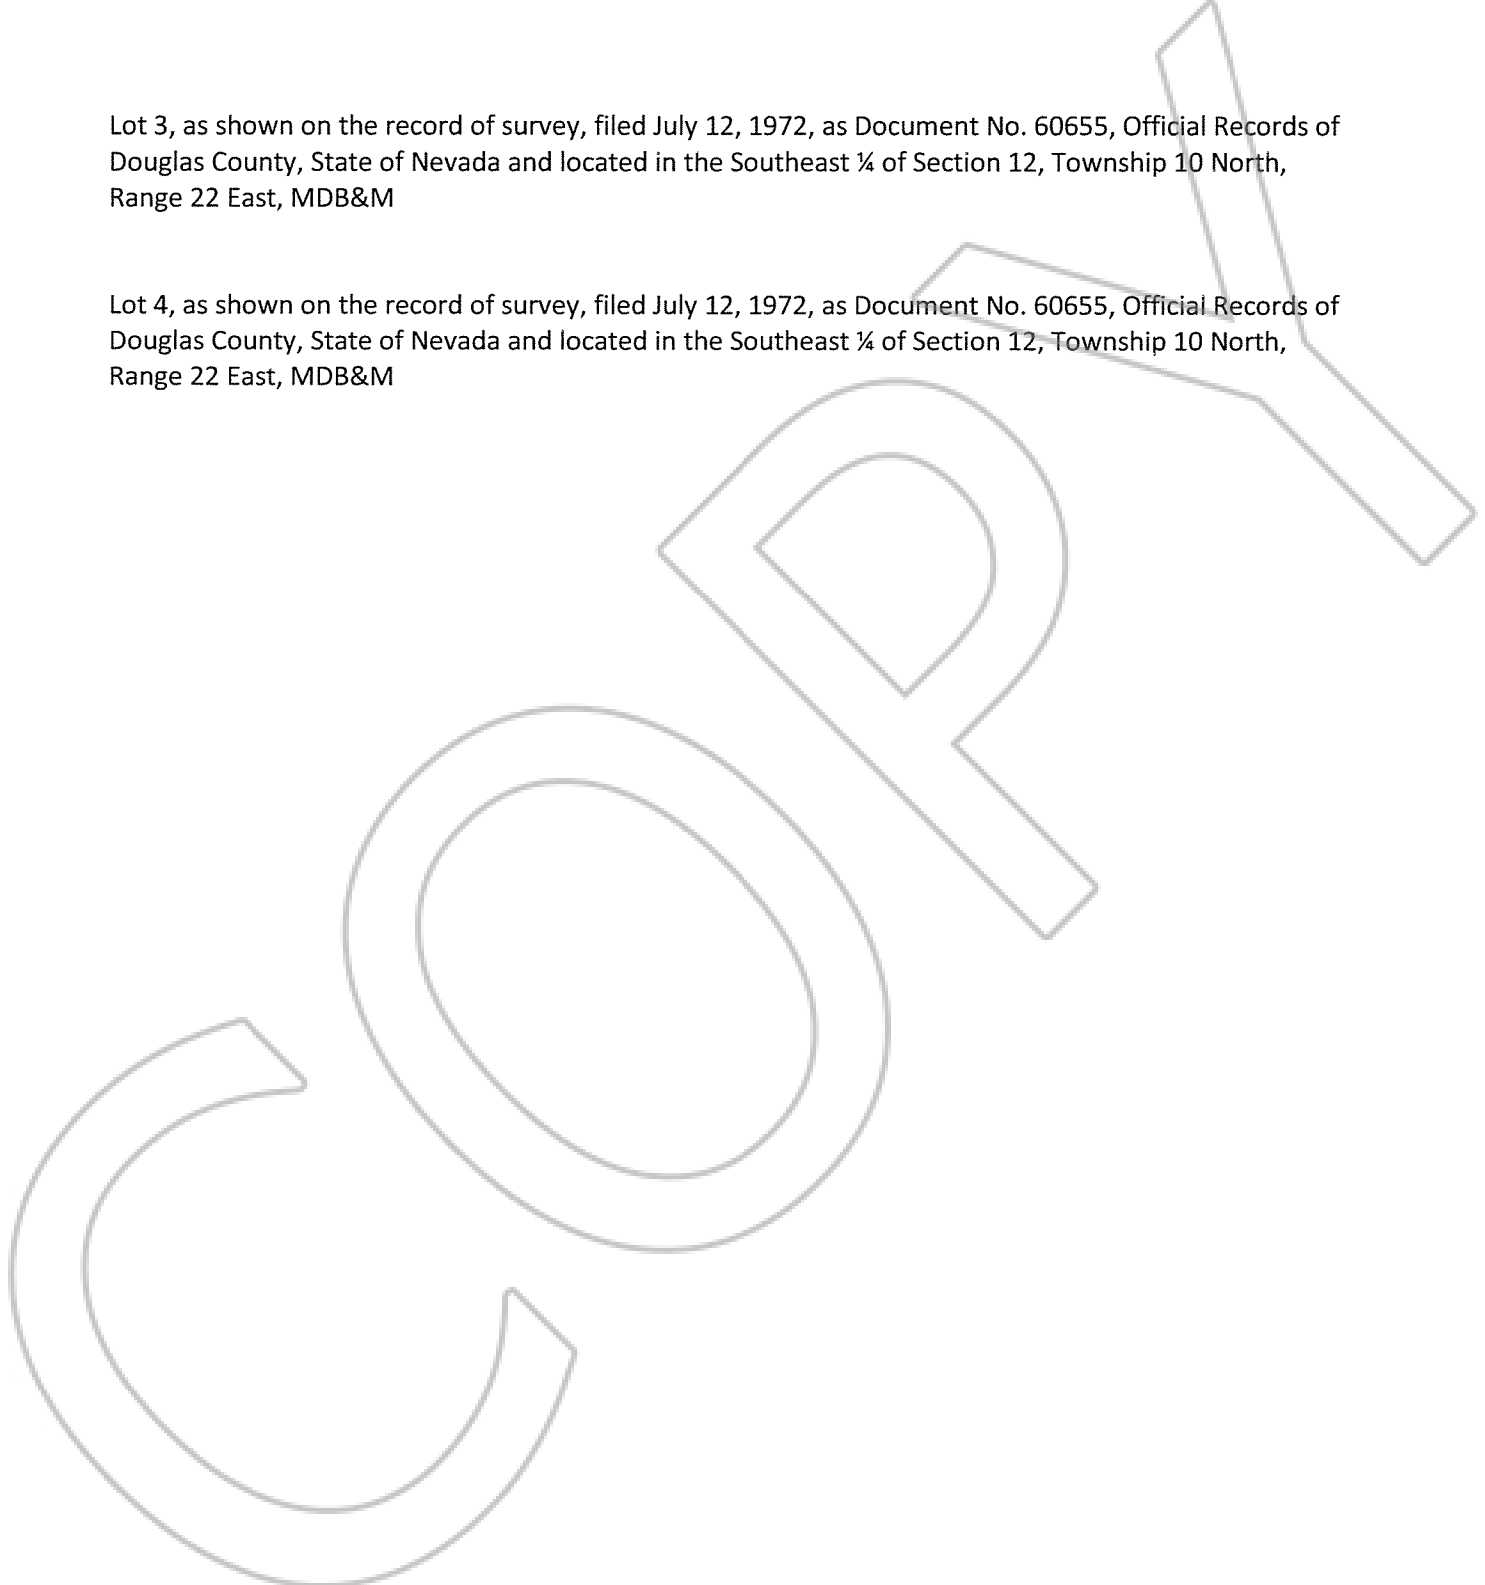 Lot 3, as shown on the record of survey, filed July 12, 1972, as Document No. 60655, Official Records of
Douglas County, State of Nevada and located in the Southeast ¼ of Section 12, Township 10 North,
Range 22 East, MDB&M
Lot 4, as shown on the record of survey, filed July 12, 1972, as Document No. 60655, Official Records of
Douglas County, State of Nevada and located in the Southeast ¼ of Section 12, Township 10 North,
Range 22 East, MDB&M
COPY